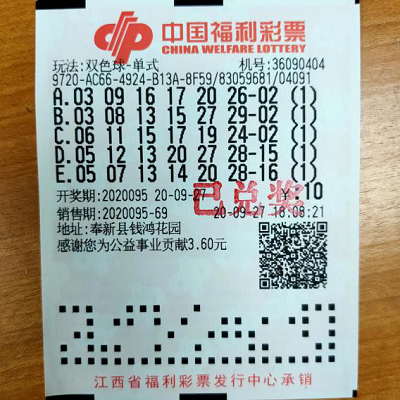 中国福利彩票
CHINA WELFARE LOTTERY
玩法:双色球-单式 机号:36090404
9720-AC66-4924-B13A-8F59/83059681/04091
A.03 09 16 17 20 26-02 (1)
B.03 08 13 15 27 29-02 (1)
C.06 11 15 17 19 24-02 (1)
D.05 12 13 20 27 28-15 (1)
E.05 07 13 14 20 28-16 (1)
已兑奖
开奖期:2020095 20-09-27 ¥:10
销售期:2020095-69 20-09-27 18:08:21
地址:奉新县钱鸿花园
感谢您为公益事业贡献3.60元
江西省福利彩票发行中心承销